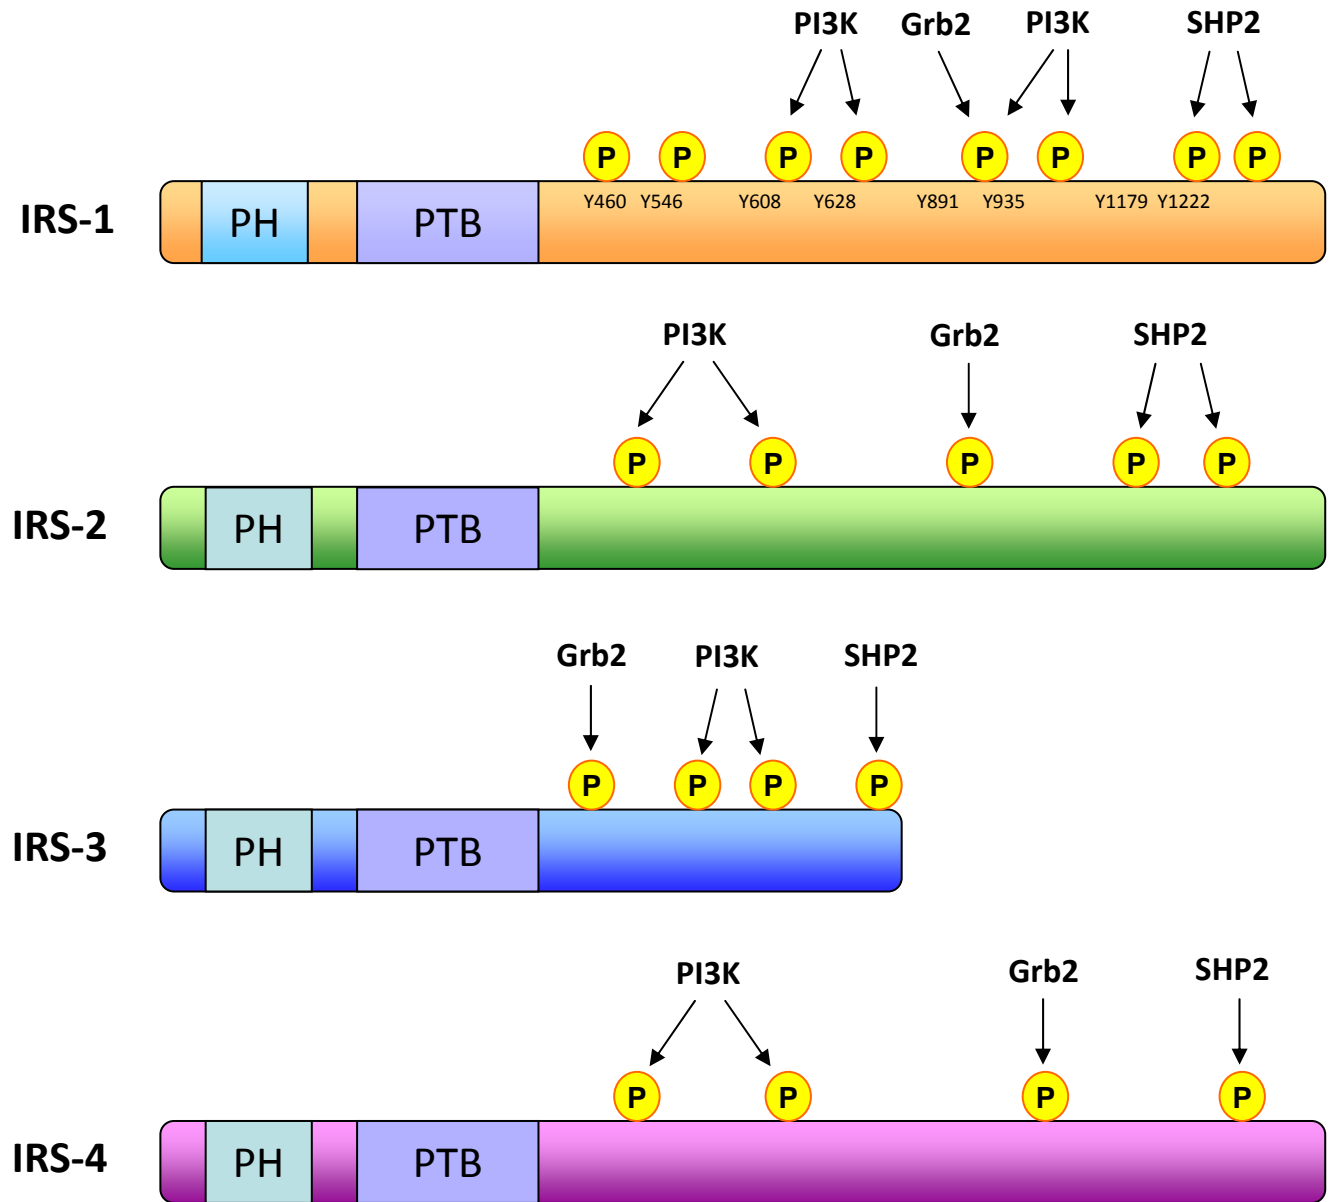 PI3K Grb2 PI3K SHP2
P P P P P P P P
IRS-1 PH PTB Y460 Y546 Y608 Y628 Y891 Y935 Y1179 Y1222
PI3K Grb2 SHP2
P P P P P
IRS-2 PH PTB
Grb2 PI3K SHP2
P P P P
IRS-3 PH PTB
PI3K Grb2 SHP2
P P P P
IRS-4 PH PTB